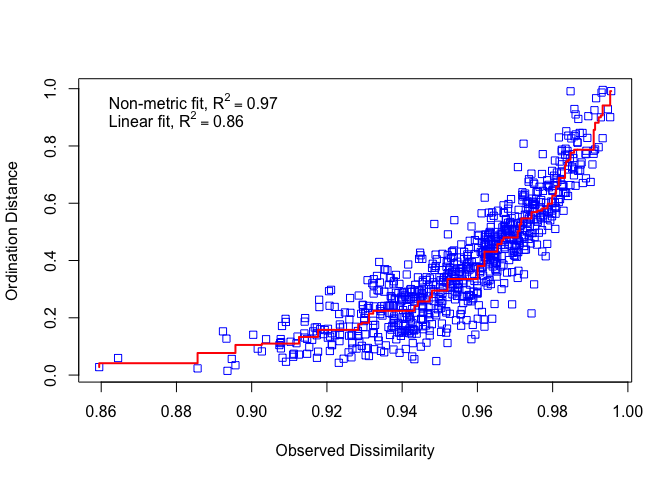 Non-metric fit, R² = 0.97
Linear fit, R² = 0.86
Ordination Distance
1.0
0.8
0.6
0.4
0.2
0.0
0.86 0.88 0.90 0.92 0.94 0.96 0.98 1.00
Observed Dissimilarity